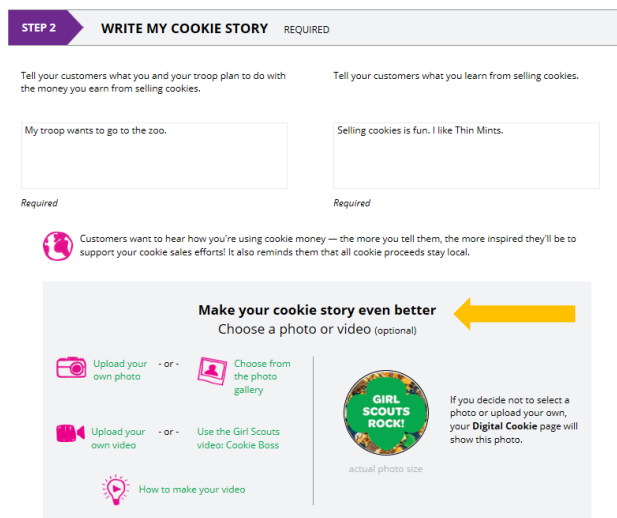 STEP 2
WRITE MY COOKIE STORY REQUIRED
Tell your customers what you and your troop plan to do with
the money you earn from selling cookies.
Tell your customers what you learn from selling cookies.
My troop wants to go to the zoo.
Selling cookies is fun. I like Thin Mints.
Required
Required
Customers want to hear how you're using cookie money — the more you tell them, the more inspired they'll be to
support your cookie sales efforts! It also reminds them that all cookie proceeds stay local.
Make your cookie story even better
Choose a photo or video (optional)
Upload your
own photo
- or -
Choose from
the photo
gallery
Upload your
own video
- or -
Use the Girl Scouts
video: Cookie Boss
How to make your video
GIRL
SCOUTS
ROCK!
actual photo size
If you decide not to select a
photo or upload your own,
your Digital Cookie page will
show this photo.